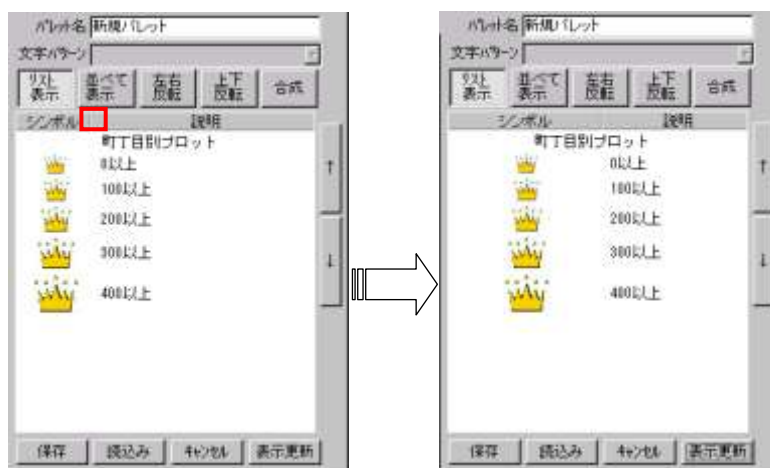 パレット名 新規パレット
文字パターン
リスト表示 並べて表示 左右反転 上下反転 合成
シンボル 説明
町丁目別プロット
0以上
100以上
200以上
300以上
400以上
↑
↓
保存 読込み キャンセル 表示更新
パレット名 新規パレット
文字パターン
リスト表示 並べて表示 左右反転 上下反転 合成
シンボル 説明
町丁目別プロット
0以上
100以上
200以上
300以上
400以上
↑
↓
保存 読込み キャンセル 表示更新